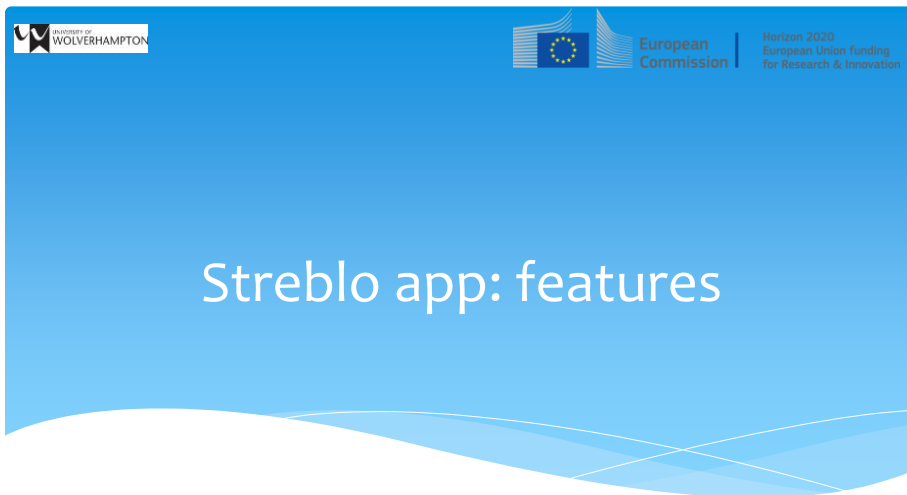 UNIVERSITY OF
WOLVERHAMPTON
European
Commission
Horizon 2020
European Union funding
for Research & Innovation
Streblo app: features